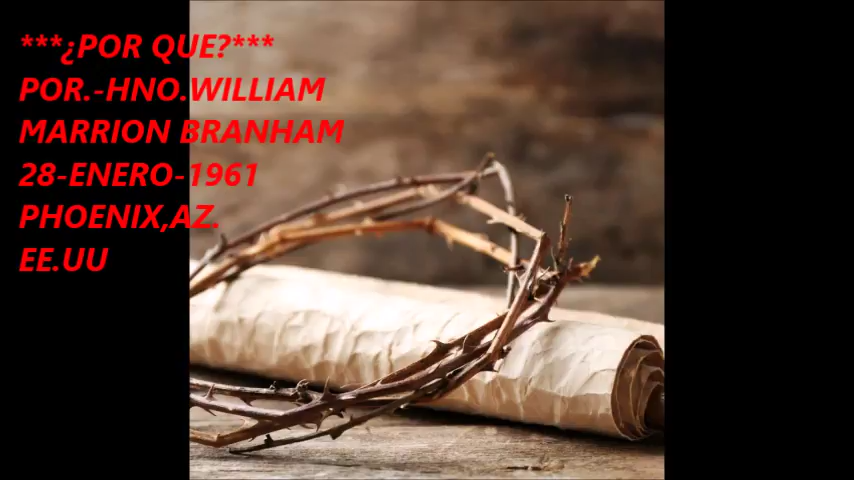 ***¿POR QUE?***
POR.-HNO.WILLIAM
MARRION BRANHAM
28-ENERO-1961
PHOENIX,AZ.
EE.UU